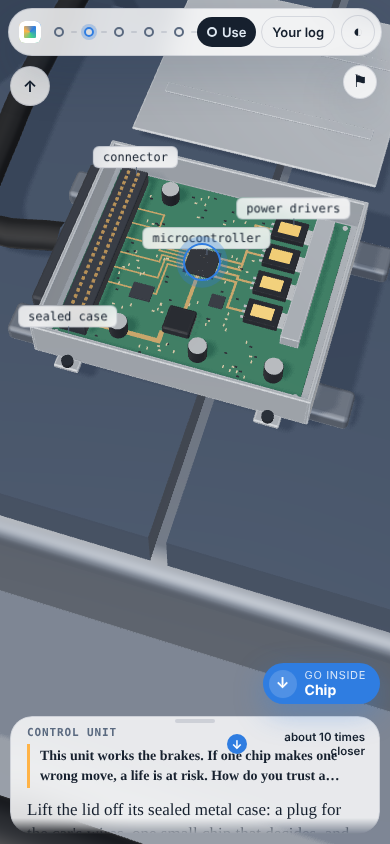 Use
Your log
connector
power drivers
microcontroller
sealed case
GO INSIDE
Chip
CONTROL UNIT
about 10 times
closer
This unit works the brakes. If one chip makes one
wrong move, a life is at risk. How do you trust a…
Lift the lid off its sealed metal case: a plug for